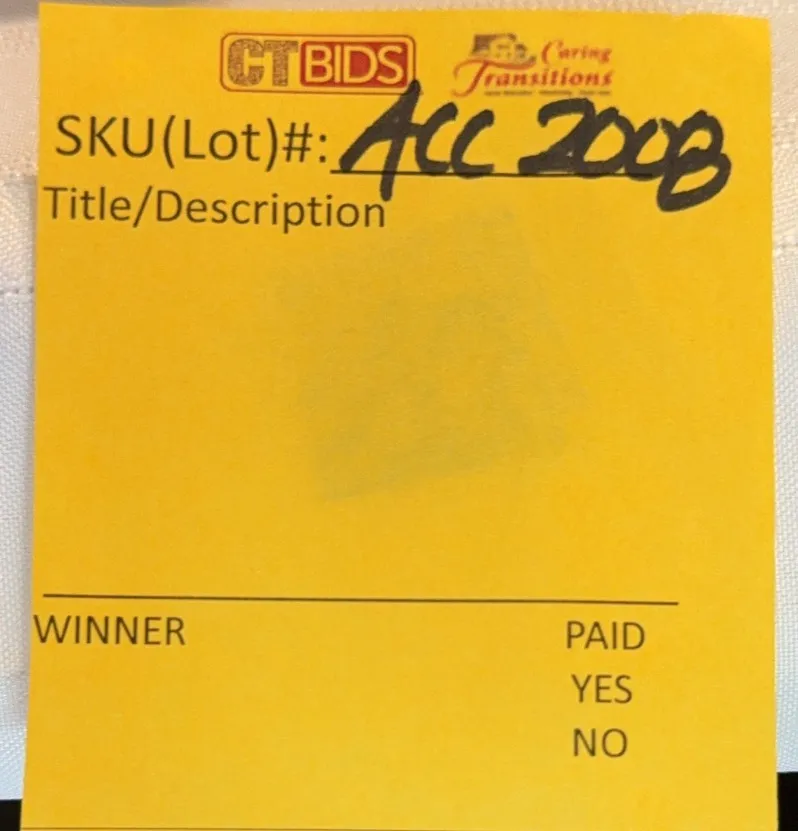 CTBIDS Caring Transitions
SKU(Lot)#: ACC 2008
Title/Description
WINNER PAID
YES
NO